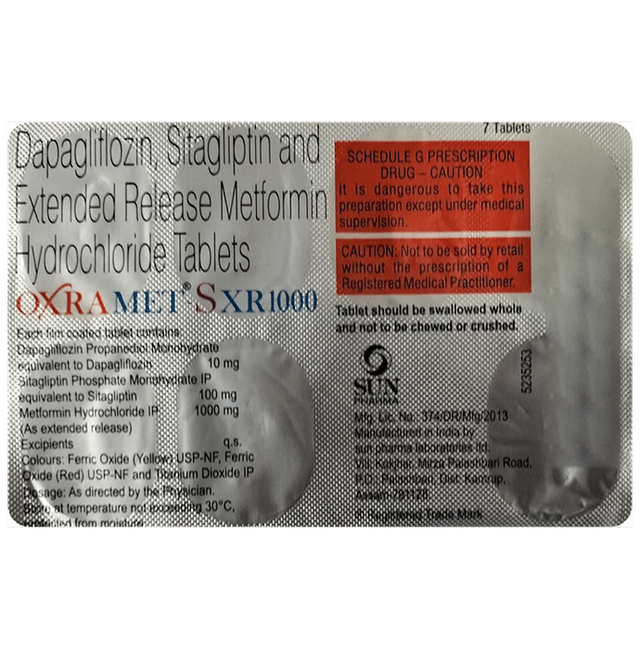 Dapagliflozin, Sitagliptin and
Extended Release Metformin
Hydrochloride Tablets
OXRAMET® S XR 1000
Each film coated tablet contains:
Dapagliflozin Propanediol Monohydrate
equivalent to Dapagliflozin 10 mg
Sitagliptin Phosphate Monohydrate IP
equivalent to Sitagliptin 100 mg
Metformin Hydrochloride IP 1000 mg
(As extended release)
Excipients q.s.
Colours: Ferric Oxide (Yellow) USP-NF, Ferric
Oxide (Red) USP-NF and Titanium Dioxide IP
Dosage: As directed by the Physician.
Store at temperature not exceeding 30°C,
protected from moisture
7 Tablets
SCHEDULE G PRESCRIPTION
DRUG – CAUTION
It is dangerous to take this
preparation except under medical
supervision.
CAUTION: Not to be sold by retail
without the prescription of a
Registered Medical Practitioner.
Tablet should be swallowed whole
and not to be chewed or crushed.
SUN
PHARMA
Mfg. Lic. No.: 374/DR/Mfg/2013
Manufactured in India by:
sun pharma laboratories ltd.
Vill: Kokjhar, Mirza Palashbari Road,
P.O.: Palashbari, Dist: Kamrup,
Assam-781128.
® Registered Trade Mark
5235253